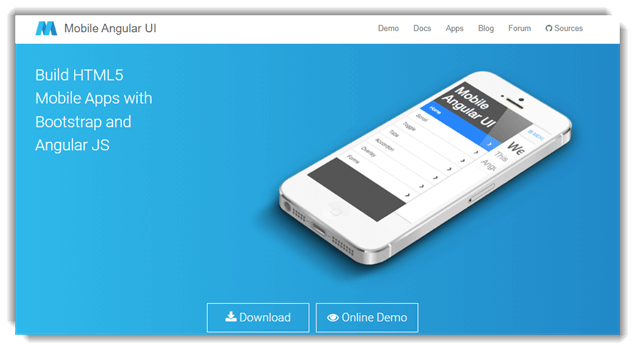 Mobile Angular UI
Demo Docs Apps Blog Forum Sources
Build HTML5
Mobile Apps with
Bootstrap and
Angular JS
Mobile
Angular UI
Home
Scroll
Toggle
Tabs
Accordion
Overlay
Forms
We
This
Ang
Download Online Demo